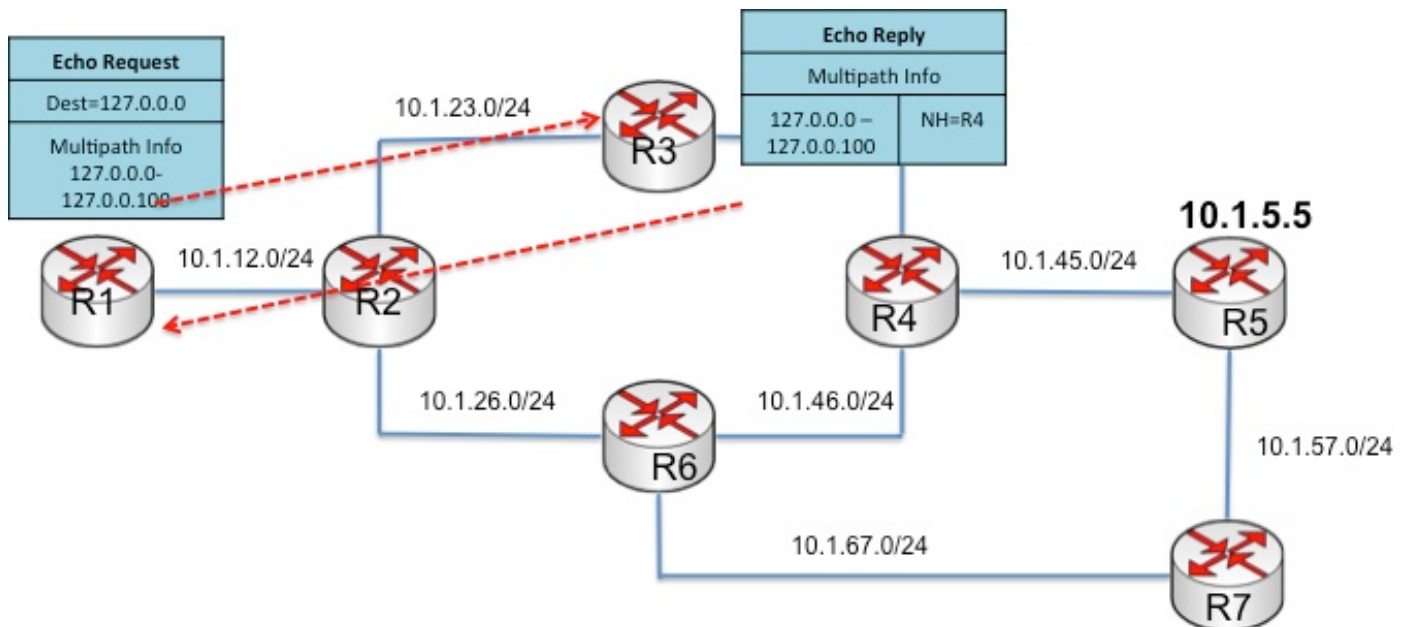 Echo Request
Dest=127.0.0.0
Multipath Info
127.0.0.0-
127.0.0.100
Echo Reply
Multipath Info
127.0.0.0 –
127.0.0.100
NH=R4
10.1.23.0/24
R3
10.1.5.5
10.1.12.0/24
10.1.45.0/24
R1
R2
R4
R5
10.1.26.0/24
10.1.46.0/24
R6
10.1.57.0/24
10.1.67.0/24
R7